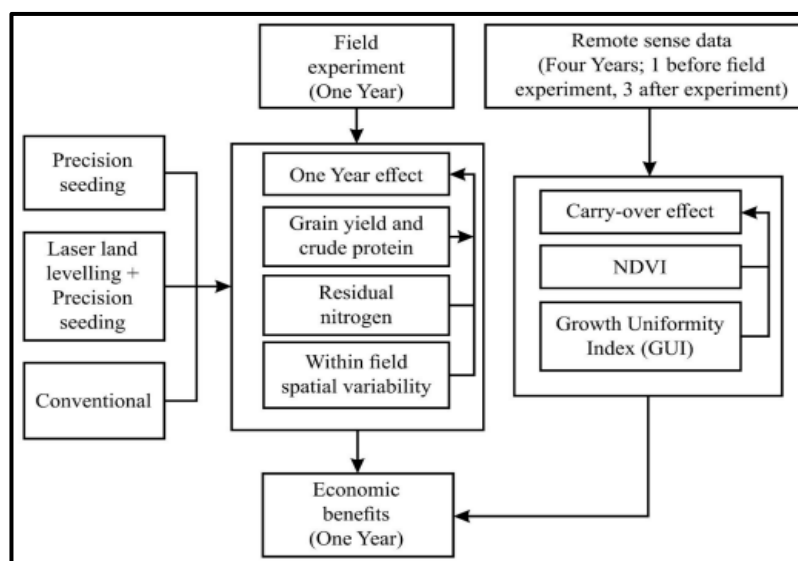 Field
experiment
(One Year)
Remote sense data
(Four Years; 1 before field
experiment, 3 after experiment)
Precision
seeding
Laser land
levelling +
Precision
seeding
Conventional
One Year effect
Grain yield and
crude protein
Residual
nitrogen
Within field
spatial variability
Carry-over effect
NDVI
Growth Uniformity
Index (GUI)
Economic
benefits
(One Year)